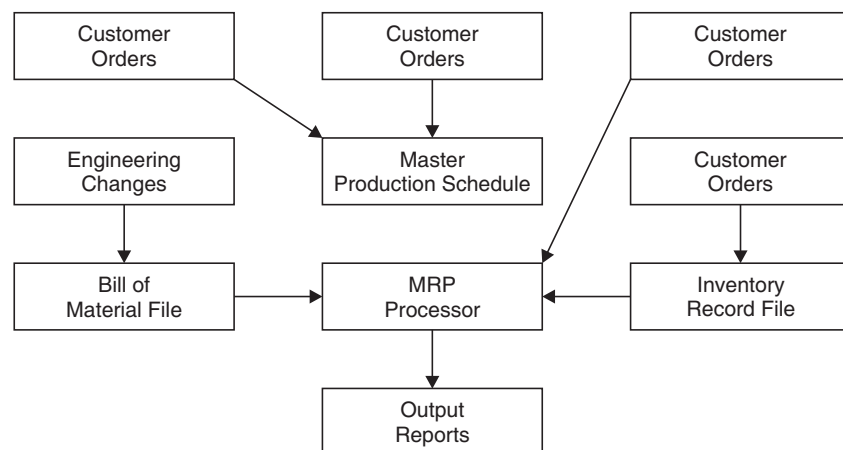 Customer
Orders
Customer
Orders
Customer
Orders
Engineering
Changes
Master
Production Schedule
Customer
Orders
Bill of
Material File
MRP
Processor
Inventory
Record File
Output
Reports